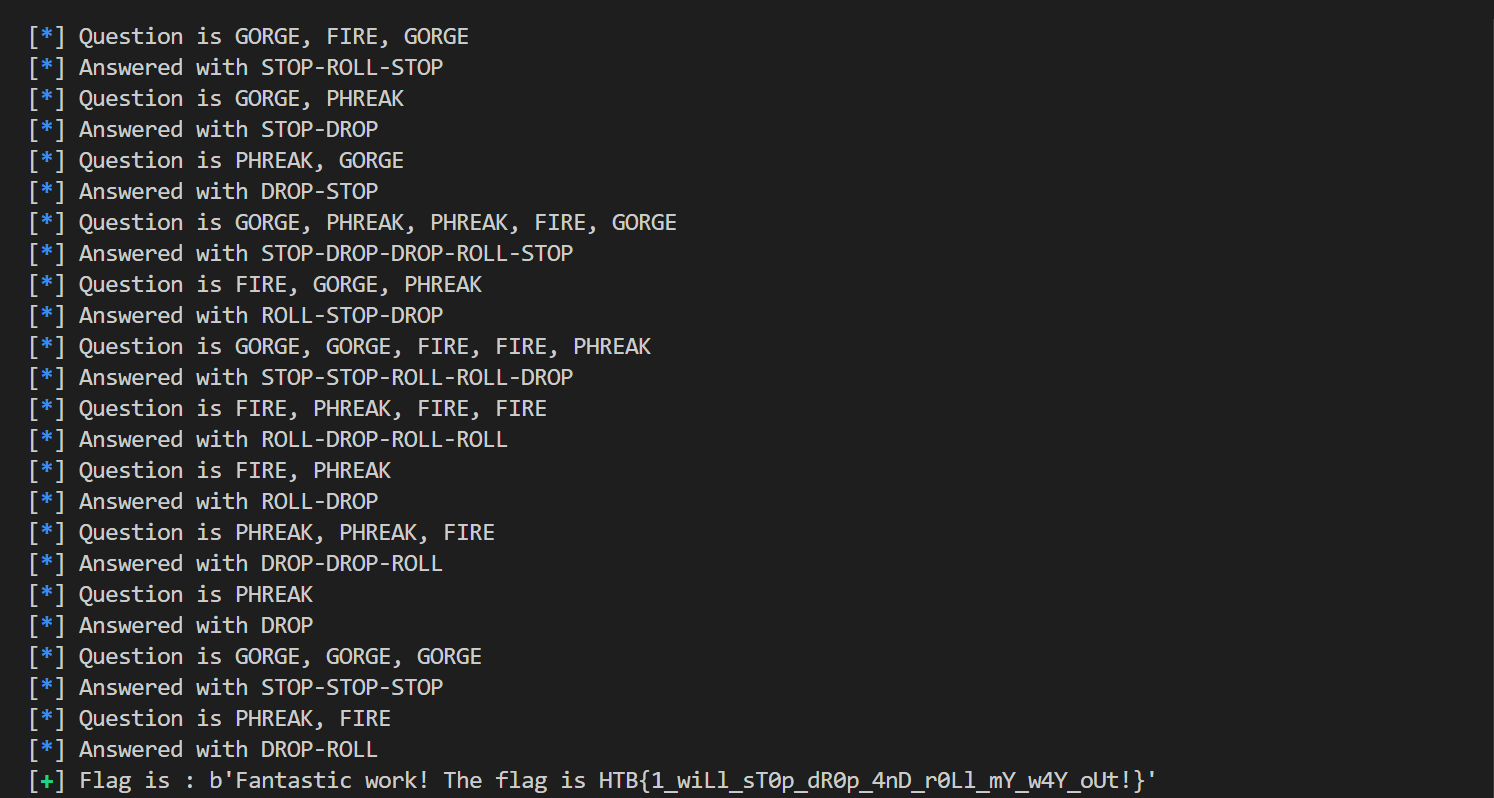 [*] Question is GORGE, FIRE, GORGE
[*] Answered with STOP-ROLL-STOP
[*] Question is GORGE, PHREAK
[*] Answered with STOP-DROP
[*] Question is PHREAK, GORGE
[*] Answered with DROP-STOP
[*] Question is GORGE, PHREAK, PHREAK, FIRE, GORGE
[*] Answered with STOP-DROP-DROP-ROLL-STOP
[*] Question is FIRE, GORGE, PHREAK
[*] Answered with ROLL-STOP-DROP
[*] Question is GORGE, GORGE, FIRE, FIRE, PHREAK
[*] Answered with STOP-STOP-ROLL-ROLL-DROP
[*] Question is FIRE, PHREAK, FIRE, FIRE
[*] Answered with ROLL-DROP-ROLL-ROLL
[*] Question is FIRE, PHREAK
[*] Answered with ROLL-DROP
[*] Question is PHREAK, PHREAK, FIRE
[*] Answered with DROP-DROP-ROLL
[*] Question is PHREAK
[*] Answered with DROP
[*] Question is GORGE, GORGE, GORGE
[*] Answered with STOP-STOP-STOP
[*] Question is PHREAK, FIRE
[*] Answered with DROP-ROLL
[+] Flag is : b'Fantastic work! The flag is HTB{1_wiLl_sT0p_dR0p_4nD_r0Ll_mY_w4Y_oUt!}'